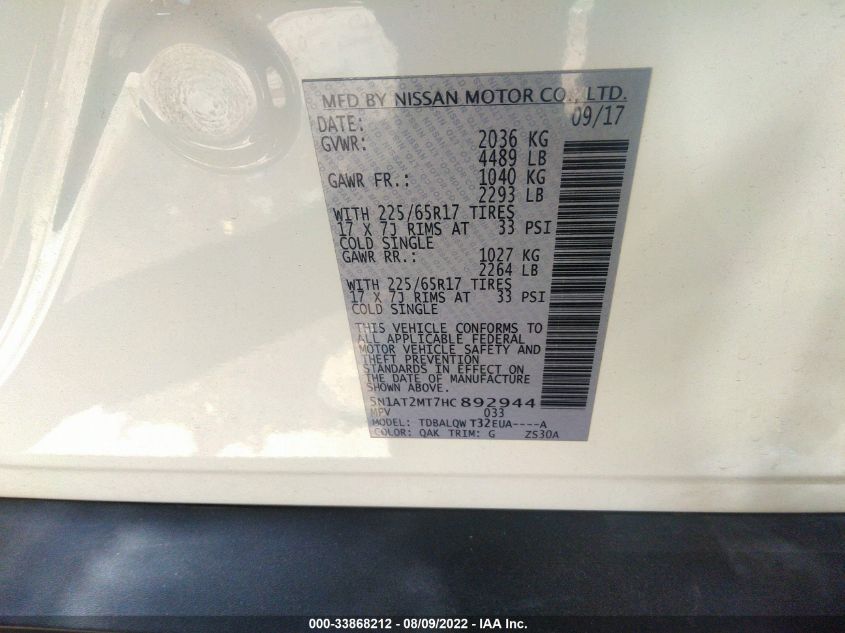 MFD BY NISSAN MOTOR CO., LTD.
DATE: 09/17
GVWR: 2036 KG
4489 LB
GAWR FR.: 1040 KG
2293 LB
WITH 225/65R17 TIRES
17 X 7J RIMS AT 33 PSI
COLD SINGLE
GAWR RR.: 1027 KG
2264 LB
WITH 225/65R17 TIRES
17 X 7J RIMS AT 33 PSI
COLD SINGLE
THIS VEHICLE CONFORMS TO
ALL APPLICABLE FEDERAL
MOTOR VEHICLE SAFETY AND
THEFT PREVENTION
STANDARDS IN EFFECT ON
THE DATE OF MANUFACTURE
SHOWN ABOVE.
5N1AT2MT7HC892944
MPV 033
MODEL: TDBALQWT32EUA----A
COLOR: QAK TRIM: G ZS30A
000-33868212 - 08/09/2022 - IAA Inc.